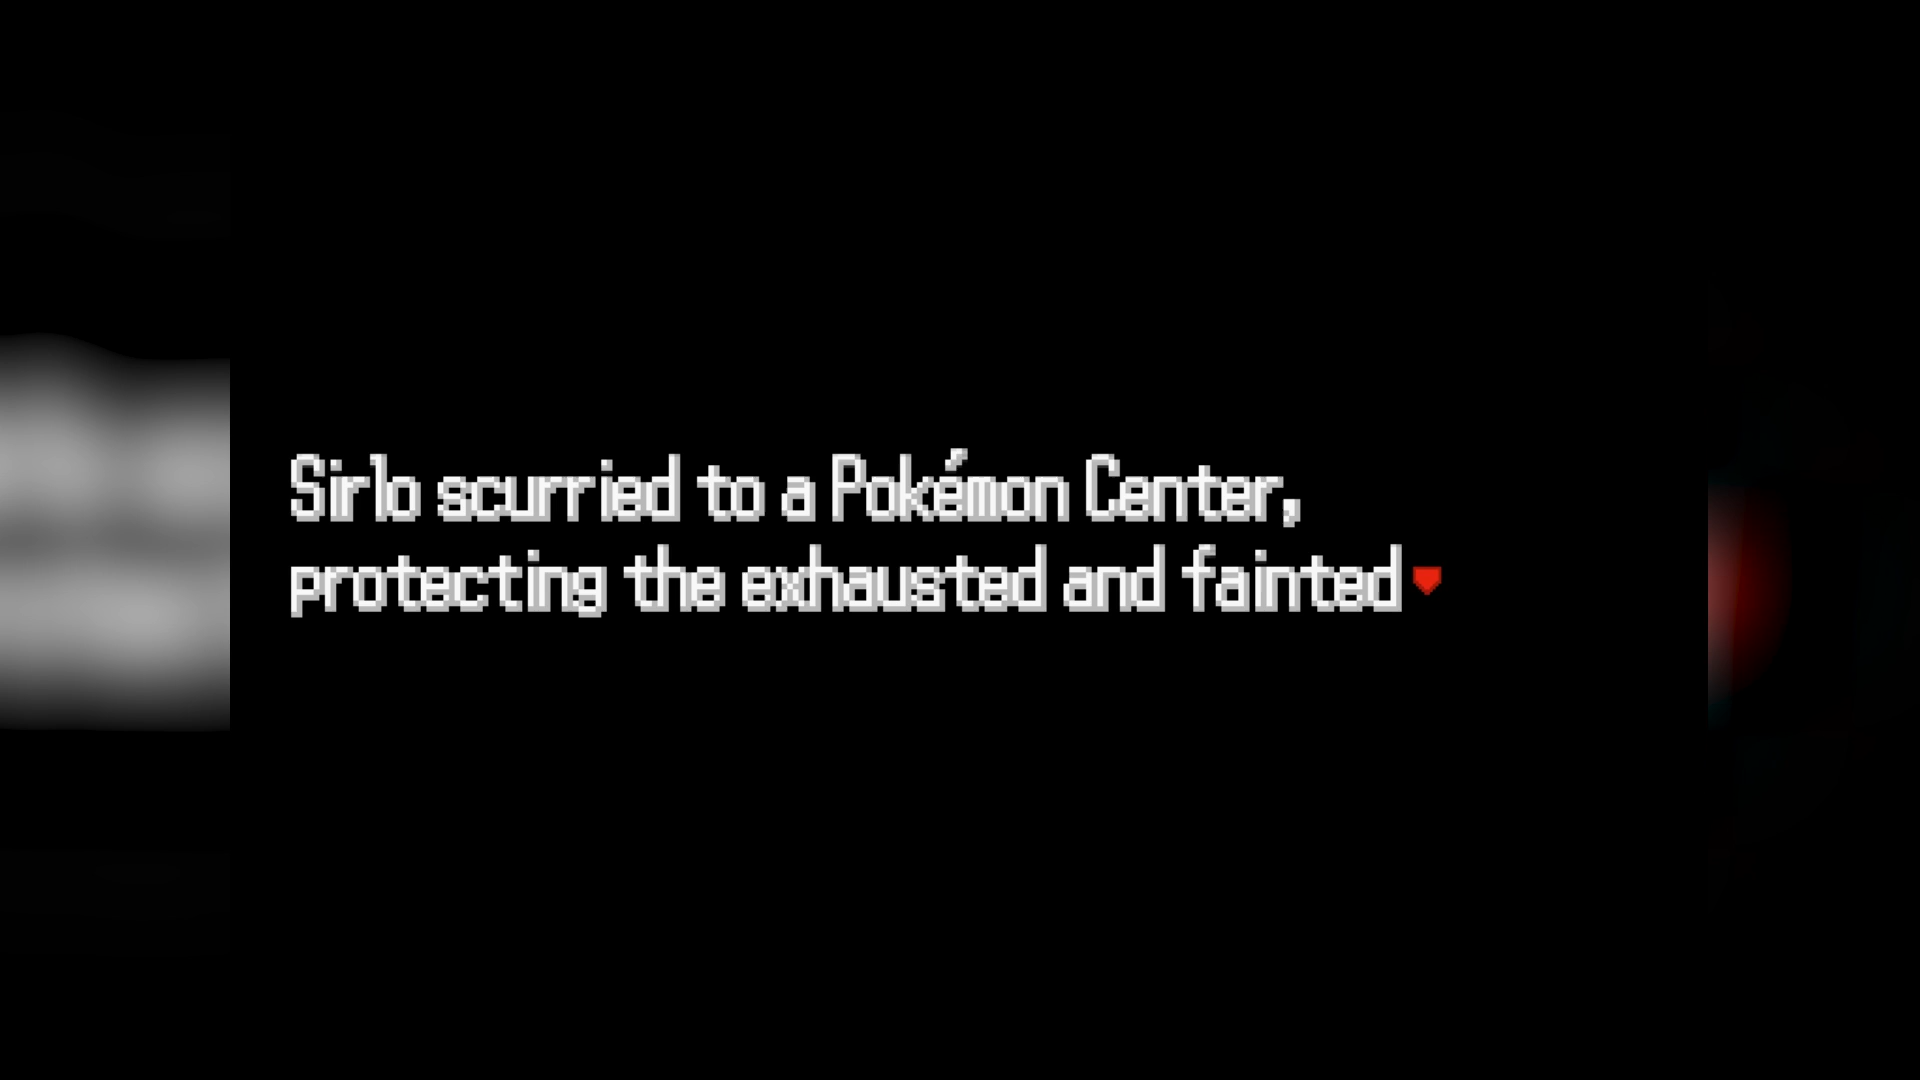 Sirlo scurried to a Pokémon Center,
protecting the exhausted and fainted